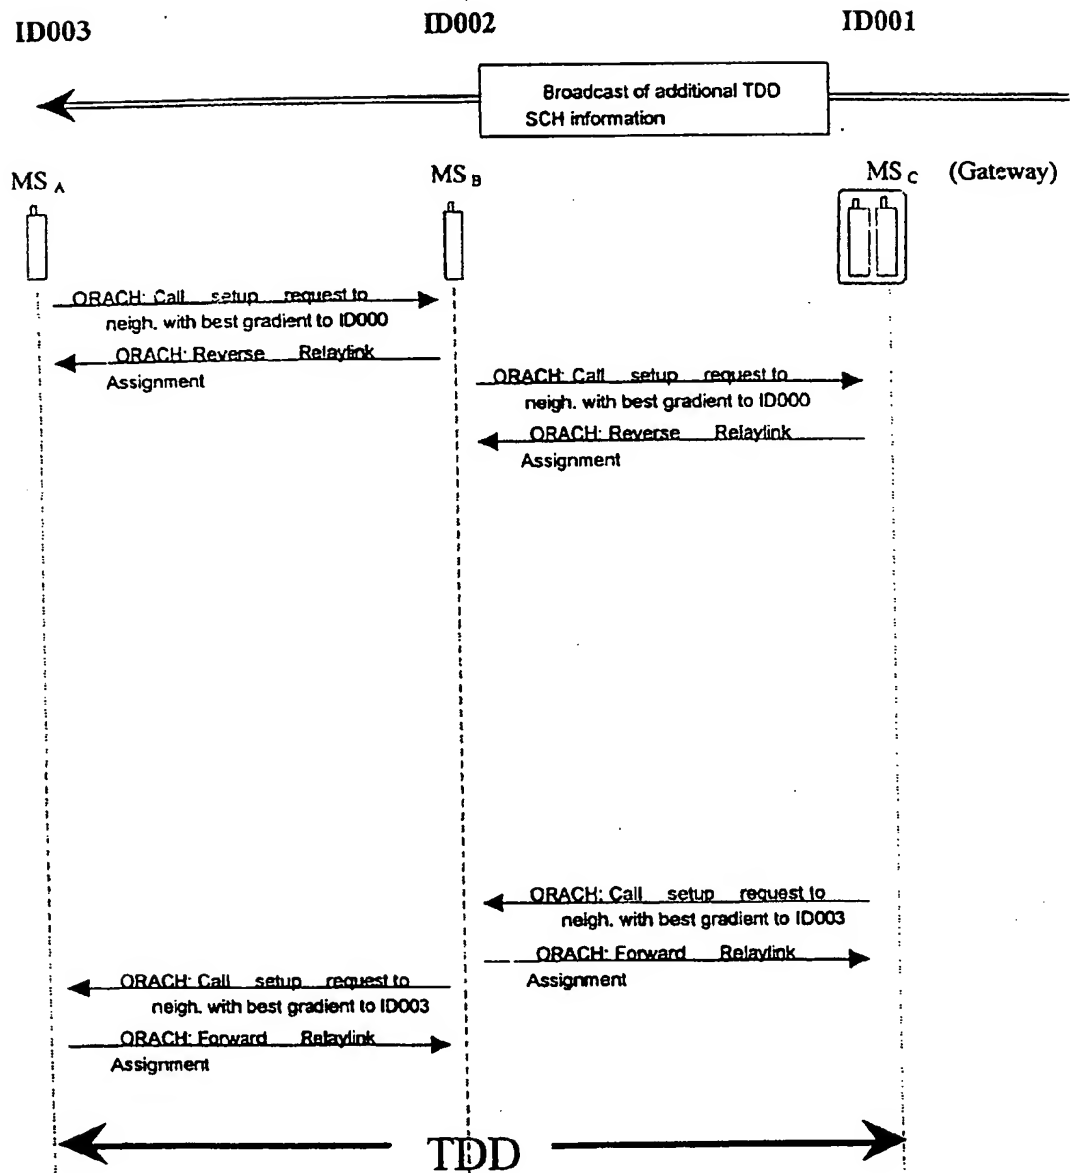 ID003 ID002 ID001
Broadcast of additional TDD
SCH information
MS A MS B MS C (Gateway)
ORACH: Call setup request to
neigh. with best gradient to ID000
ORACH: Reverse Relaylink
Assignment
ORACH: Call setup request to
neigh. with best gradient to ID000
ORACH: Reverse Relaylink
Assignment
ORACH: Call setup request to
neigh. with best gradient to ID003
ORACH: Forward Relaylink
Assignment
ORACH: Call setup request to
neigh. with best gradient to ID003
ORACH: Forward Relaylink
Assignment
TDD